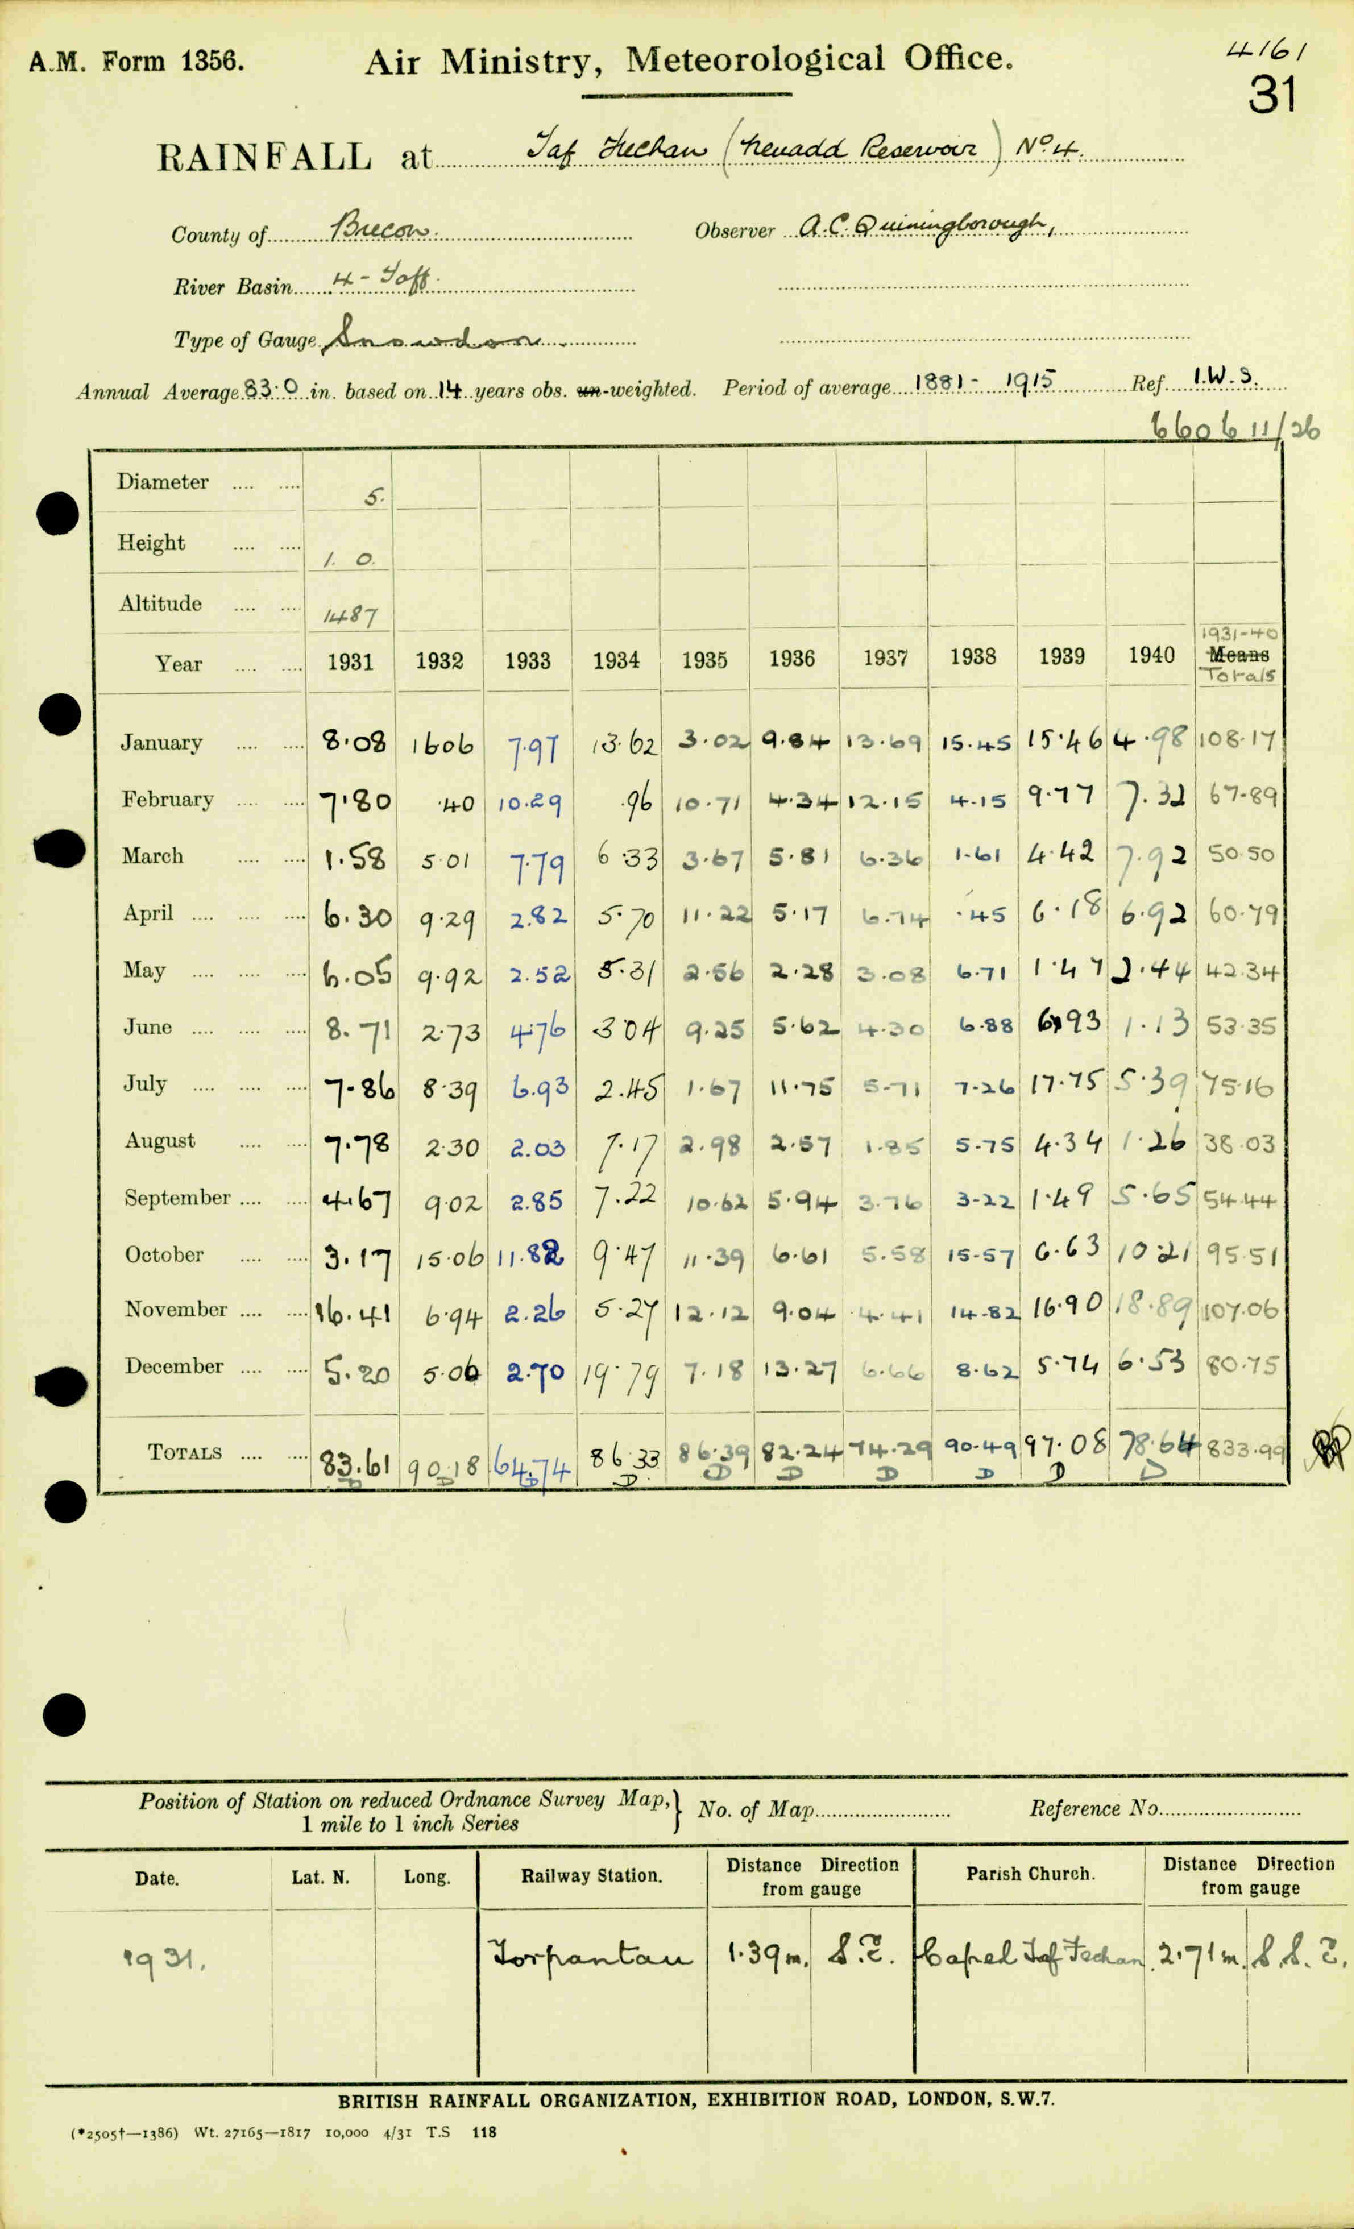 A.M. Form 1356.
Air Ministry, Meteorological Office.
4161
31
RAINFALL at Taf Fechan (Neuadd Reservoir) No. 4.
County of Brecon. Observer A.C. Quiningborough,
River Basin 4 - Taff.
Type of Gauge Snowdon
Annual Average 83.0 in. based on 14 years obs. un-weighted. Period of average 1881 - 1915 Ref. I.W.S.
660 6 11/26
Diameter 5.
Height 1. 0.
Altitude 1487
1931-40
Year 1931 1932 1933 1934 1935 1936 1937 1938 1939 1940 Means
Totals
January 8.08 1606 7.97 13.62 3.02 9.84 13.69 15.45 15.46 4.98 108.17
February 7.80 .40 10.29 .96 10.71 4.34 12.15 4.15 9.77 7.32 67.89
March 1.58 5.01 7.79 6.33 3.67 5.81 6.36 1.61 4.42 7.92 50.50
April 6.30 9.29 2.82 5.70 11.22 5.17 6.74 .45 6.18 6.92 60.79
May 6.05 9.92 2.52 5.31 2.56 2.28 3.08 6.71 1.47 2.44 42.34
June 8.71 2.73 4.76 3.04 9.25 5.62 4.30 6.88 6.93 1.13 53.35
July 7.86 8.39 6.93 2.45 1.67 11.75 5.71 7.26 17.75 5.39 75.16
August 7.78 2.30 2.03 7.17 2.98 2.57 1.85 5.75 4.34 1.26 38.03
September 4.67 9.02 2.85 7.22 10.62 5.94 3.76 3.22 1.49 5.65 54.44
October 3.17 15.06 11.82 9.47 11.39 6.61 5.58 15.57 6.63 10.21 95.51
November 16.41 6.94 2.26 5.27 12.12 9.04 4.41 14.82 16.90 18.89 107.06
December 5.20 5.06 2.70 19.79 7.18 13.27 6.66 8.62 5.74 6.53 80.75
TOTALS 83.61 90.18 64.74 86.33 86.39 82.24 74.29 90.49 97.08 78.64 833.99
D D D D D D D D D D
Position of Station on reduced Ordnance Survey Map, 1 mile to 1 inch Series } No. of Map Reference No.
Date. Lat. N. Long. Railway Station. Distance Direction from gauge Parish Church. Distance Direction from gauge
1931. Torpantau 1.39m. S.E. Capel Taf Fechan 2.71m. S.S.E.
BRITISH RAINFALL ORGANIZATION, EXHIBITION ROAD, LONDON, S.W.7.
(*2505†—1386) Wt. 27165—1817 10,000 4/31 T.S 118